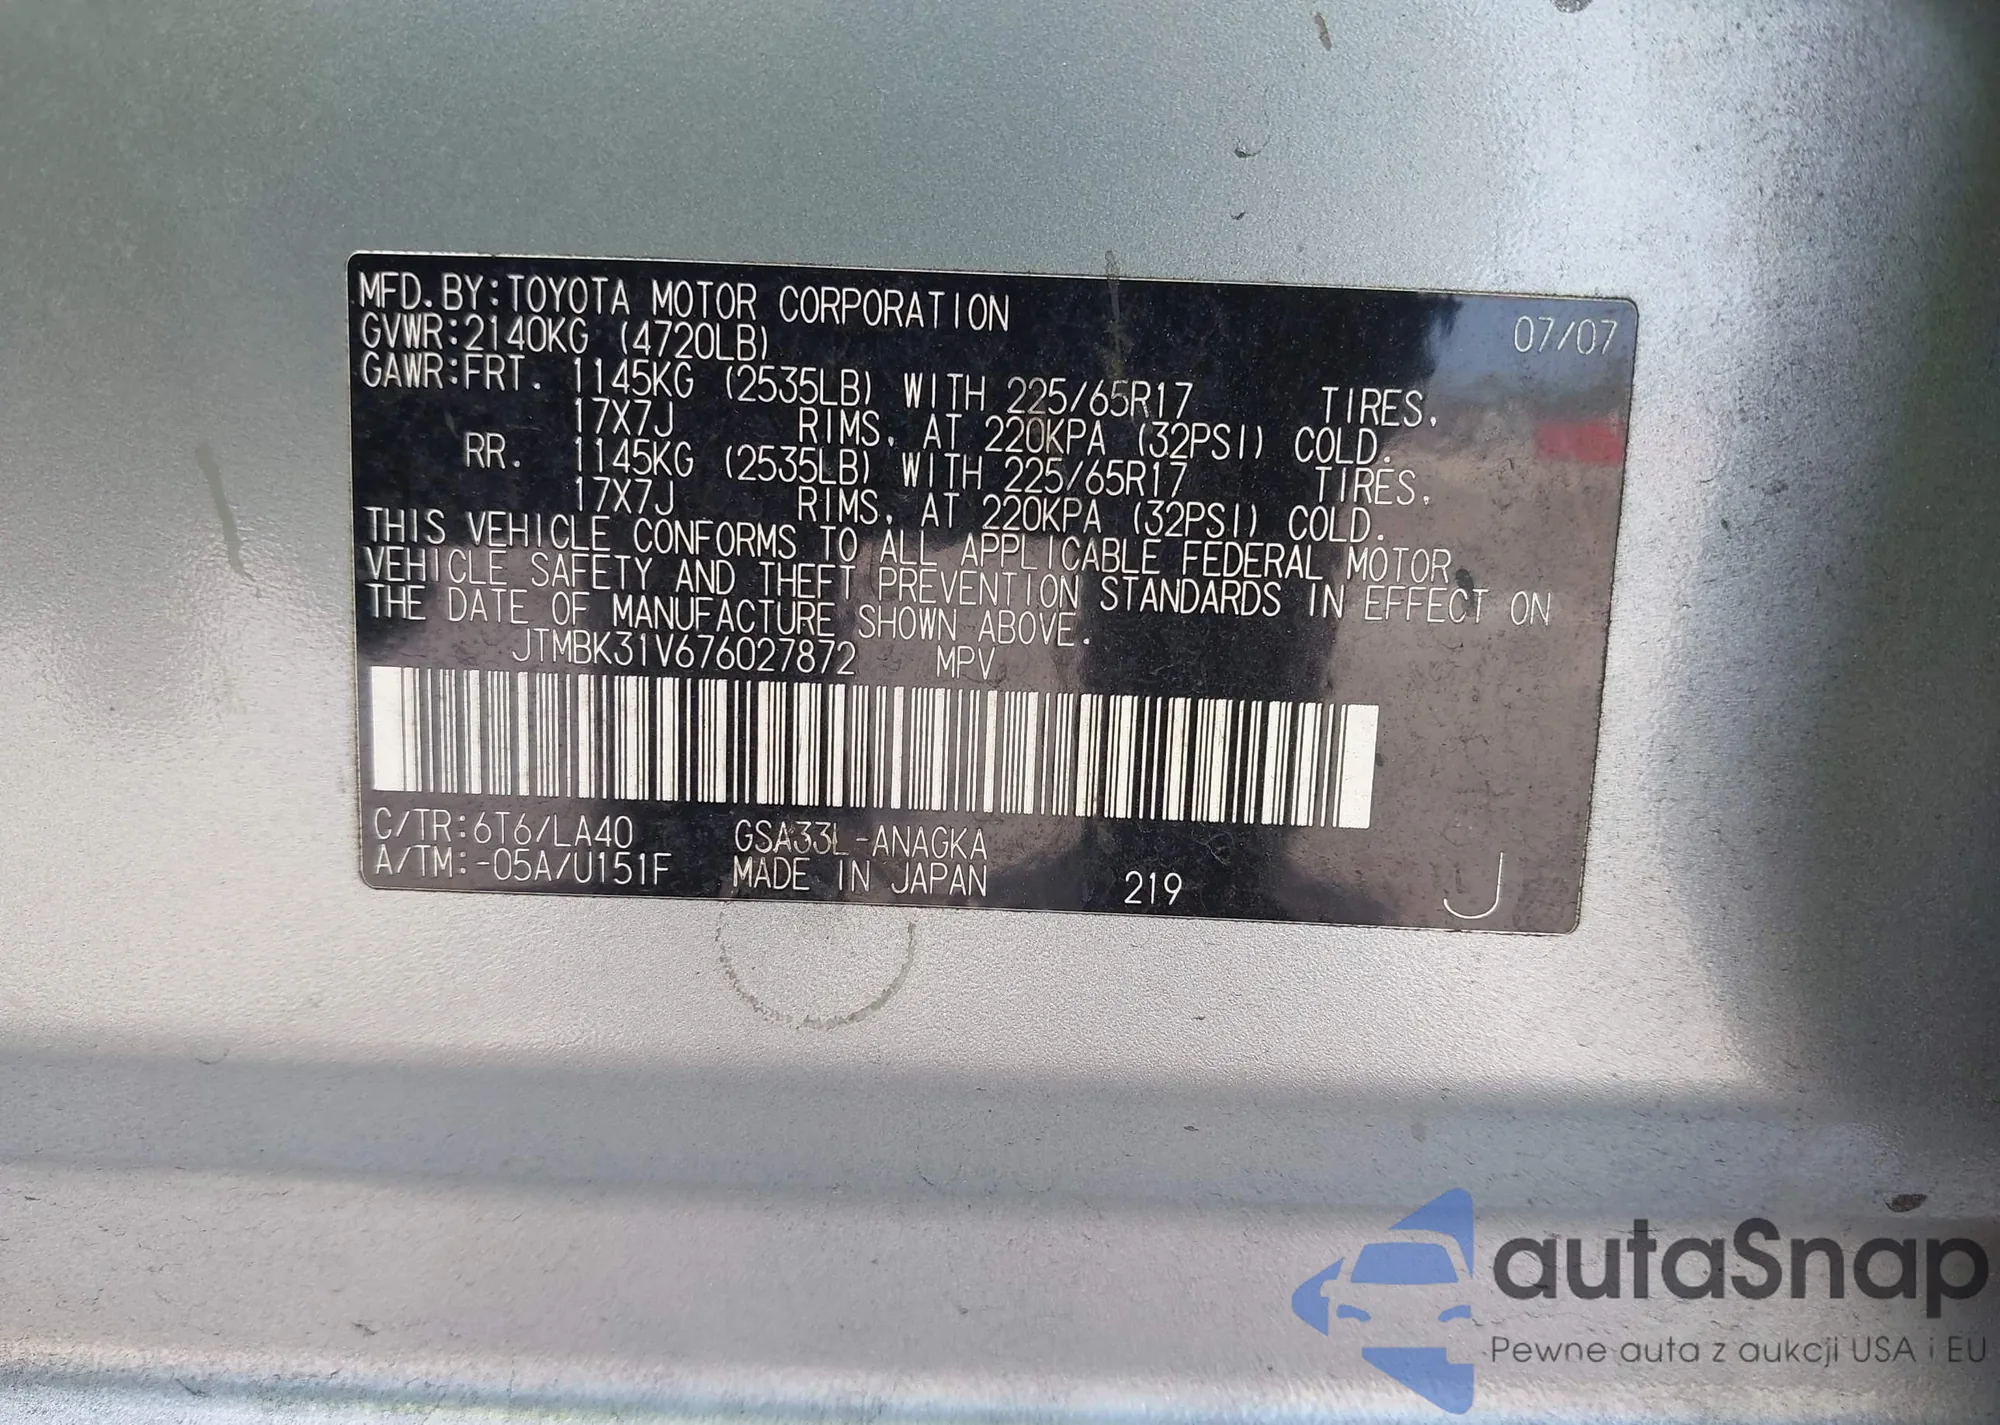 MFD.BY:TOYOTA MOTOR CORPORATION 07/07
GVWR:2140KG (4720LB)
GAWR:FRT. 1145KG (2535LB) WITH 225/65R17 TIRES,
17X7J RIMS, AT 220KPA (32PSI) COLD.
RR. 1145KG (2535LB) WITH 225/65R17 TIRES,
17X7J RIMS, AT 220KPA (32PSI) COLD.
THIS VEHICLE CONFORMS TO ALL APPLICABLE FEDERAL MOTOR
VEHICLE SAFETY AND THEFT PREVENTION STANDARDS IN EFFECT ON
THE DATE OF MANUFACTURE SHOWN ABOVE.
JTMBK31V676027872 MPV
C/TR:6T6/LA40 GSA33L-ANAGKA
A/TM:-05A/U151F MADE IN JAPAN 219 J
autaSnap
Pewne auta z aukcji USA i EU